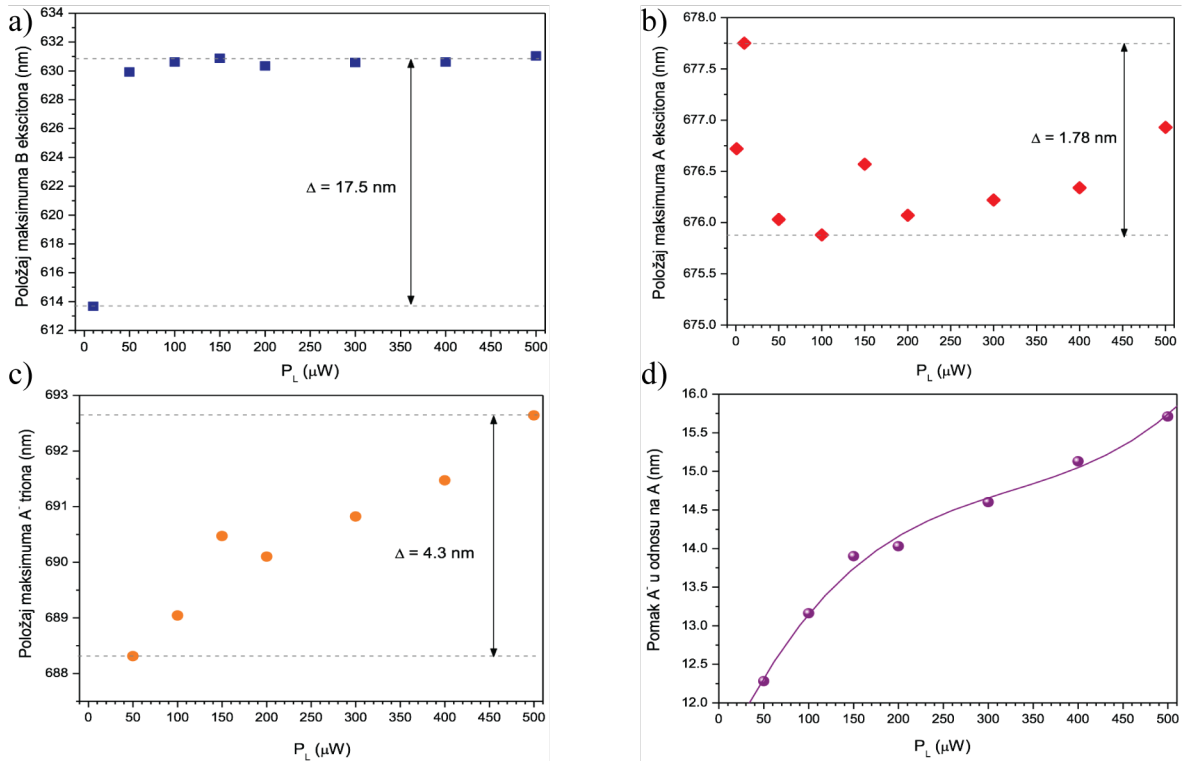 a)
Položaj maksimuma B ekscitona (nm)
634
632
630
628
626
624
622
620
618
616
614
612
Δ = 17.5 nm
0 50 100 150 200 250 300 350 400 450 500
P_L (μW)
b)
Položaj maksimuma A ekscitona (nm)
678.0
677.5
677.0
676.5
676.0
675.5
675.0
Δ = 1.78 nm
0 50 100 150 200 250 300 350 400 450 500
P_L (μW)
c)
Položaj maksimuma A⁻ triona (nm)
693
692
691
690
689
688
Δ = 4.3 nm
0 50 100 150 200 250 300 350 400 450 500
P_L (μW)
d)
Pomak A⁻ u odnosu na A (nm)
16.0
15.5
15.0
14.5
14.0
13.5
13.0
12.5
12.0
0 50 100 150 200 250 300 350 400 450 500
P_L (μW)